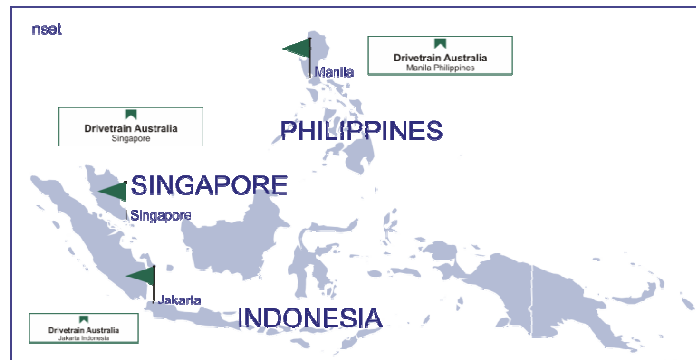 nset
Drivetrain Australia
Manila Philippines
Manila
Drivetrain Australia
Singapore
PHILIPPINES
SINGAPORE
Singapore
Jakarta
INDONESIA
Drivetrain Australia
Jakarta Indonesia